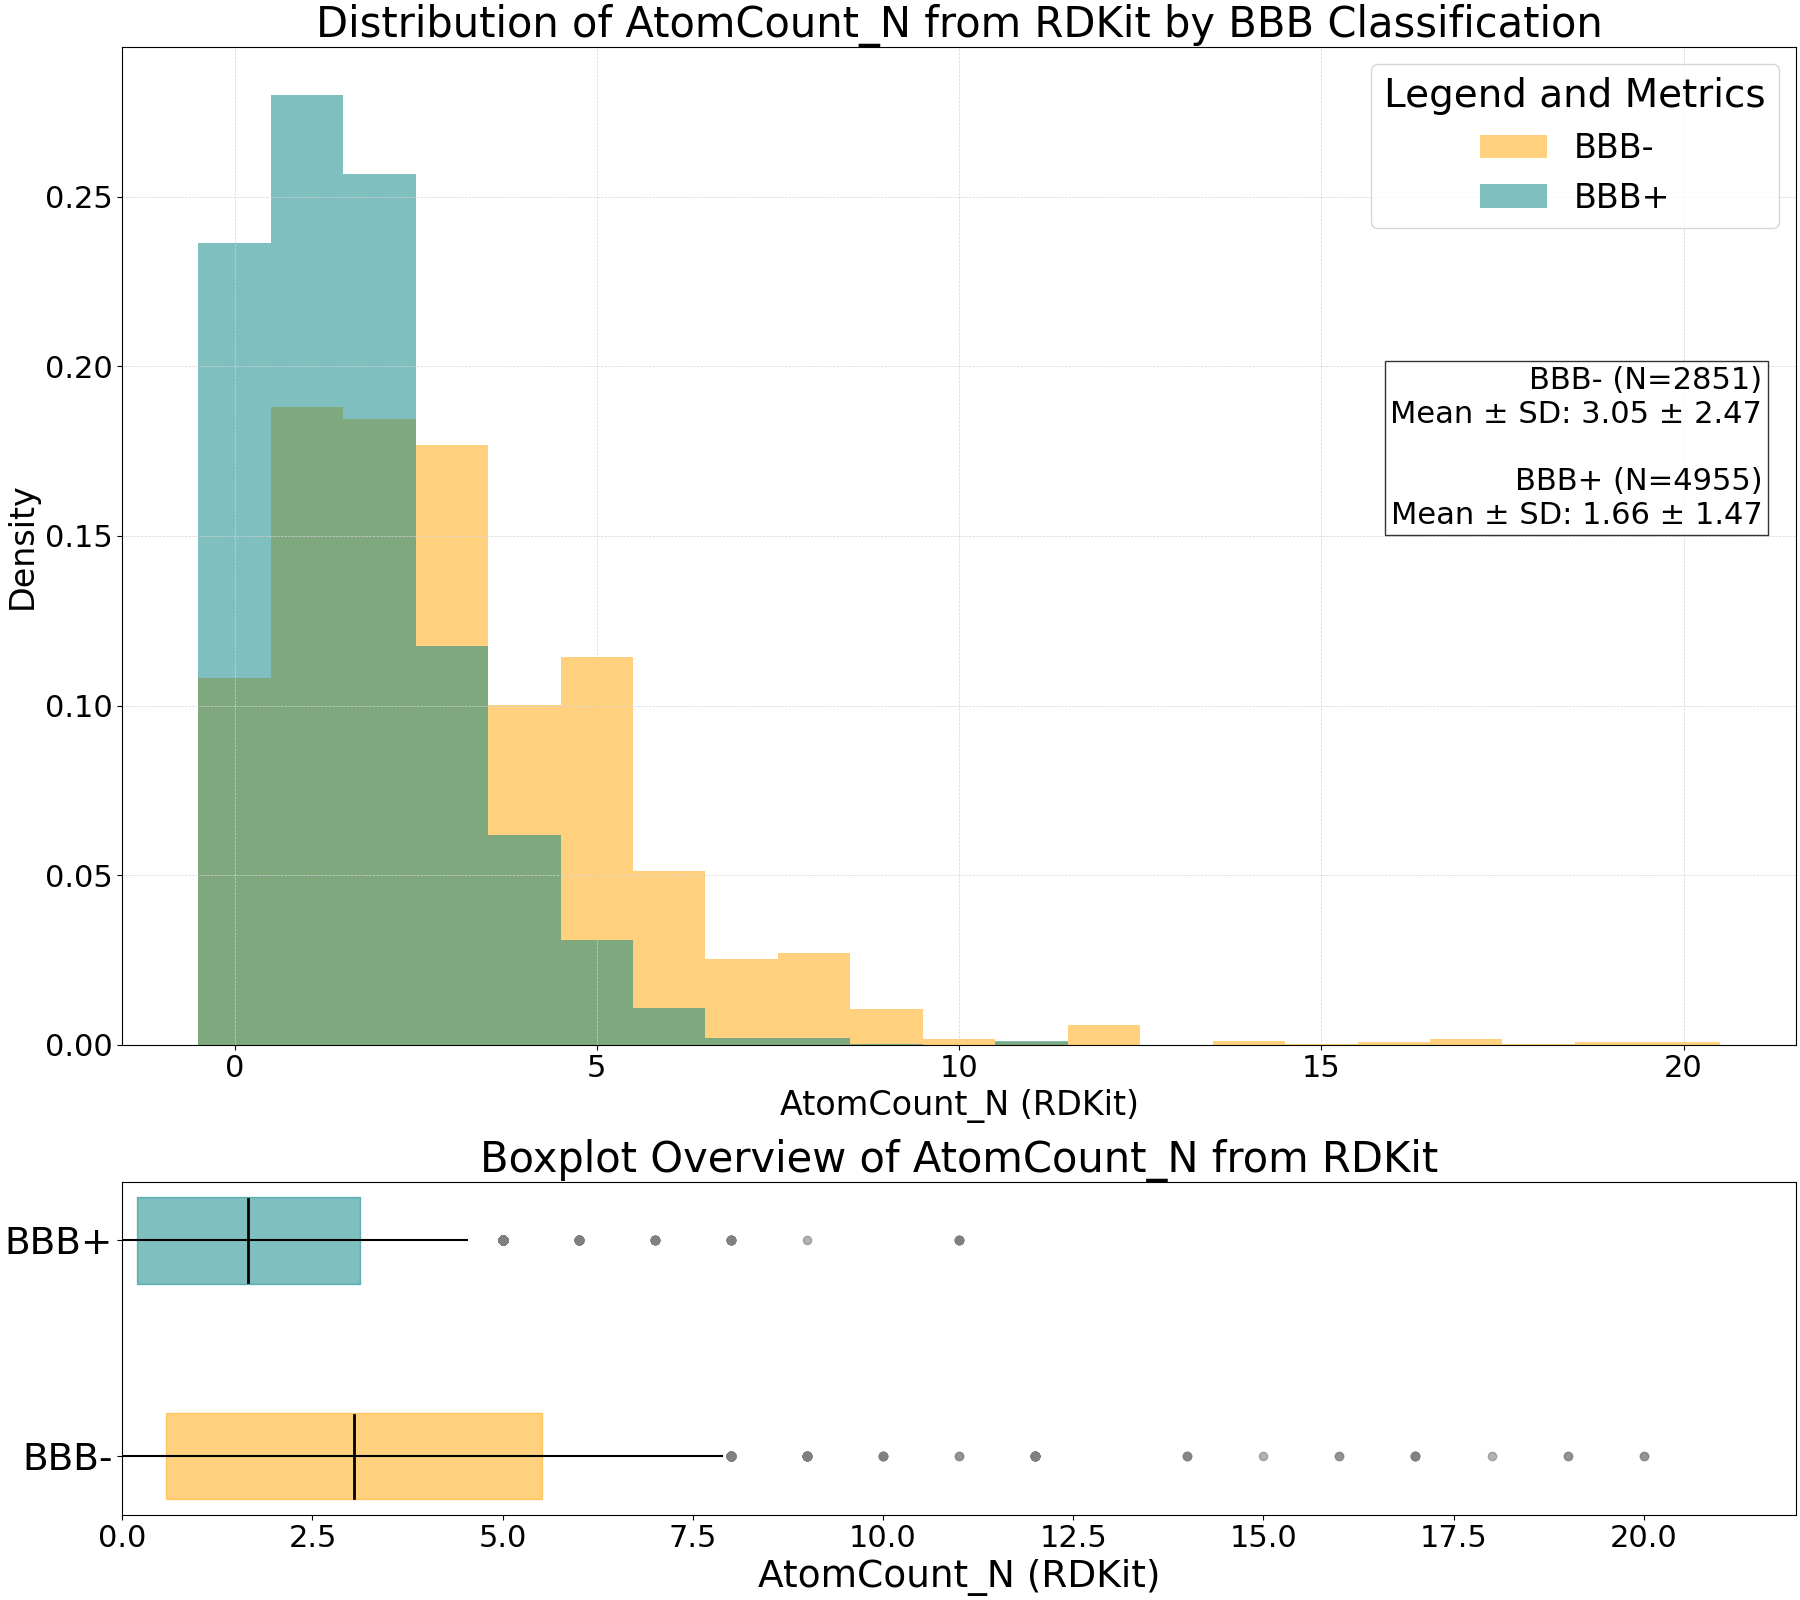 Distribution of AtomCount_N from RDKit by BBB Classification
Legend and Metrics
BBB-
BBB+
BBB- (N=2851)
Mean ± SD: 3.05 ± 2.47
BBB+ (N=4955)
Mean ± SD: 1.66 ± 1.47
Density
0.25
0.20
0.15
0.10
0.05
0.00
0 5 10 15 20
AtomCount_N (RDKit)
Boxplot Overview of AtomCount_N from RDKit
BBB+
BBB-
0.0 2.5 5.0 7.5 10.0 12.5 15.0 17.5 20.0
AtomCount_N (RDKit)